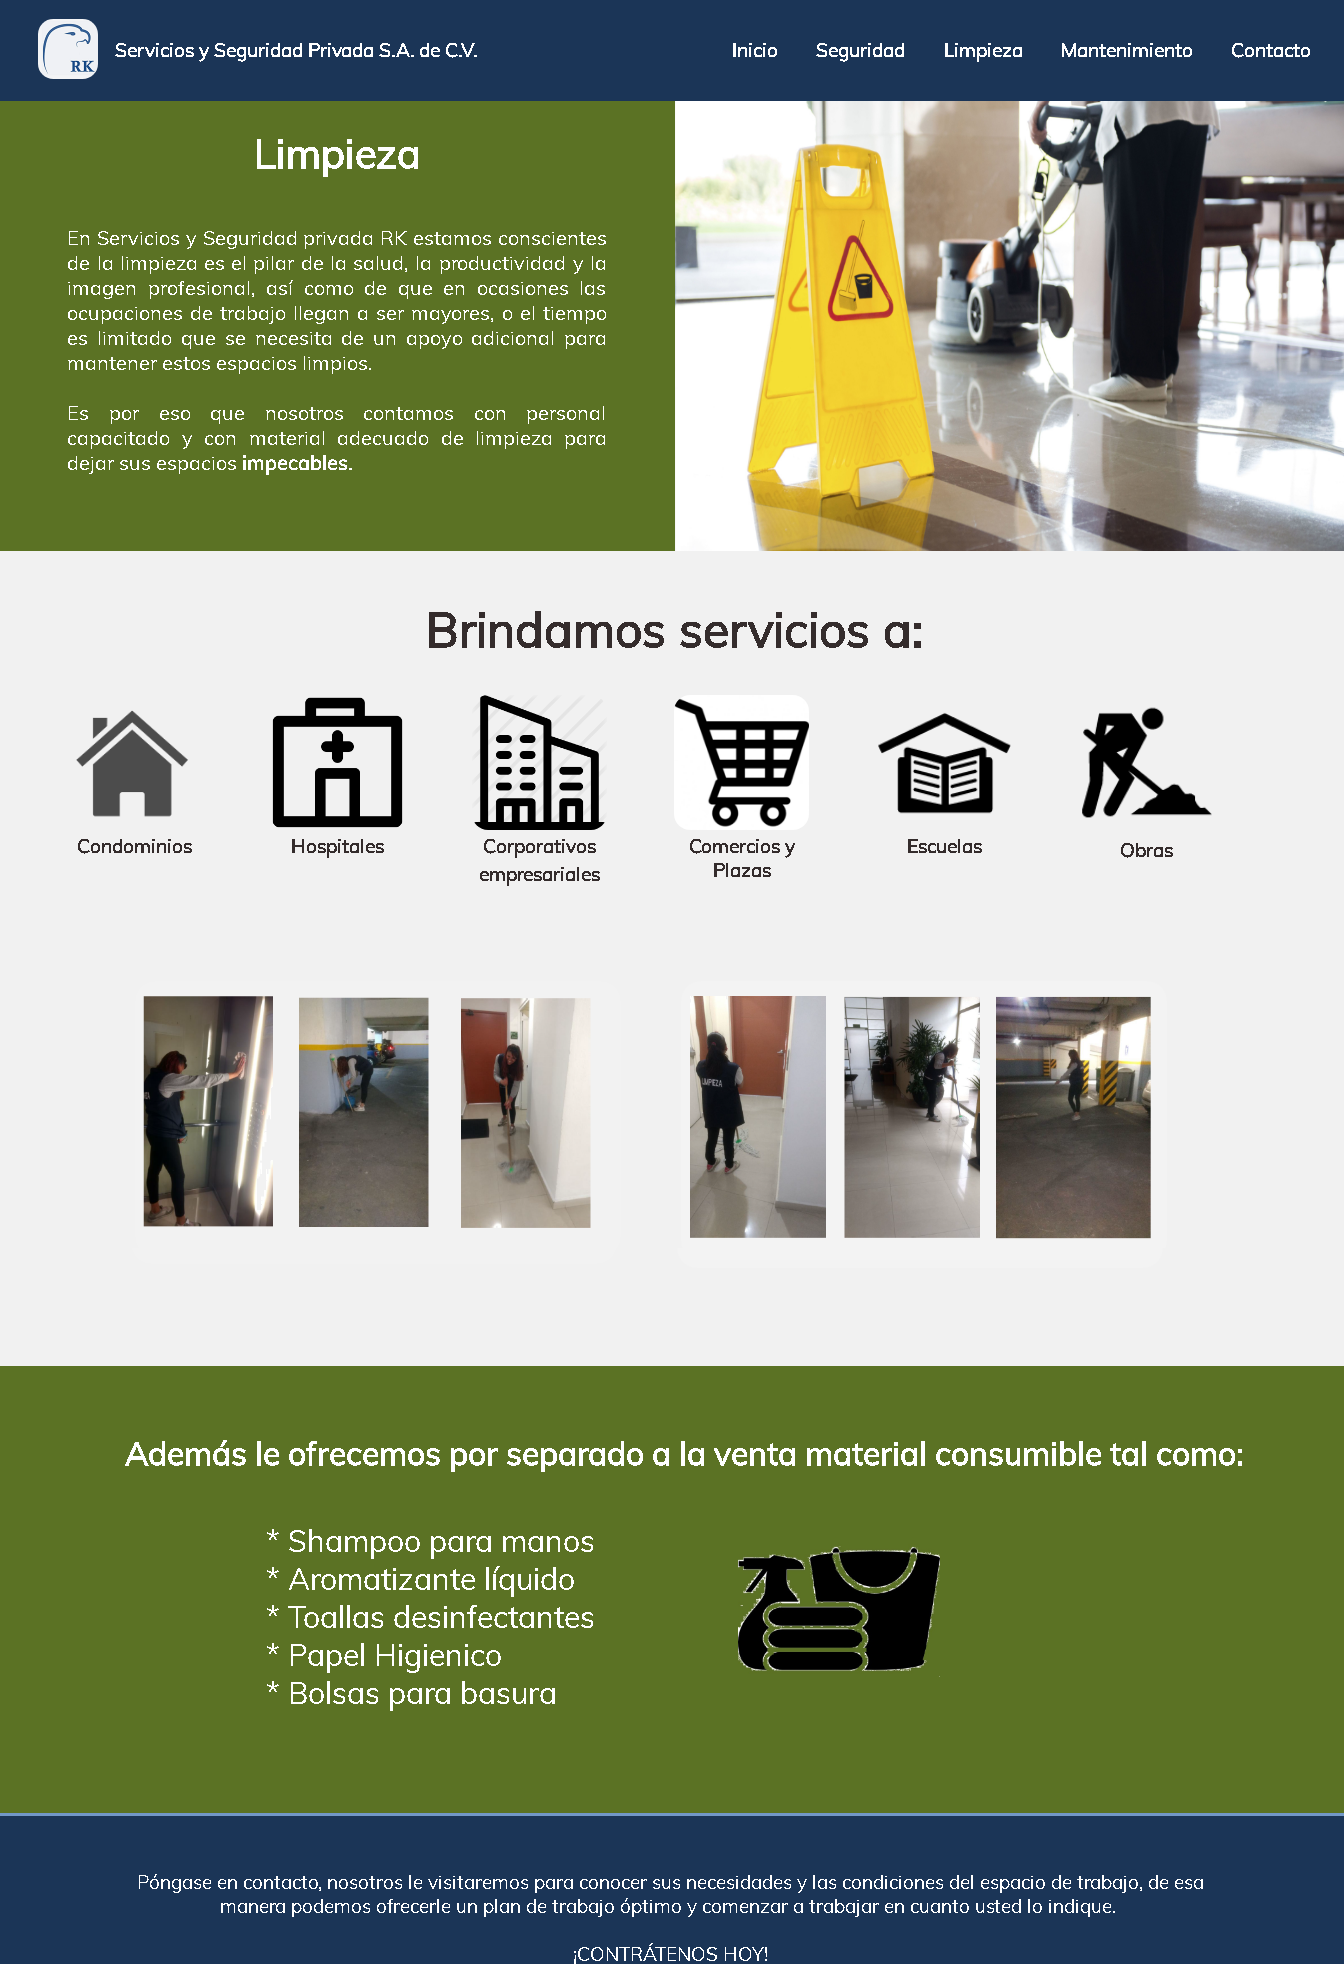 RK
Servicios y Seguridad Privada S.A. de C.V.
Inicio
Seguridad
Limpieza
Mantenimiento
Contacto
Limpieza
En Servicios y Seguridad privada RK estamos conscientes
de la limpieza es el pilar de la salud, la productividad y la
imagen profesional, así como de que en ocasiones las
ocupaciones de trabajo llegan a ser mayores, o el tiempo
es limitado que se necesita de un apoyo adicional para
mantener estos espacios limpios.
Es por eso que nosotros contamos con personal
capacitado y con material adecuado de limpieza para
dejar sus espacios impecables.
Brindamos servicios a:
Condominios
Hospitales
Corporativos
empresariales
Comercios y
Plazas
Escuelas
Obras
LIMPIEZA
Además le ofrecemos por separado a la venta material consumible tal como:
* Shampoo para manos
* Aromatizante líquido
* Toallas desinfectantes
* Papel Higienico
* Bolsas para basura
Póngase en contacto, nosotros le visitaremos para conocer sus necesidades y las condiciones del espacio de trabajo, de esa
manera podemos ofrecerle un plan de trabajo óptimo y comenzar a trabajar en cuanto usted lo indique.
¡CONTRÁTENOS HOY!